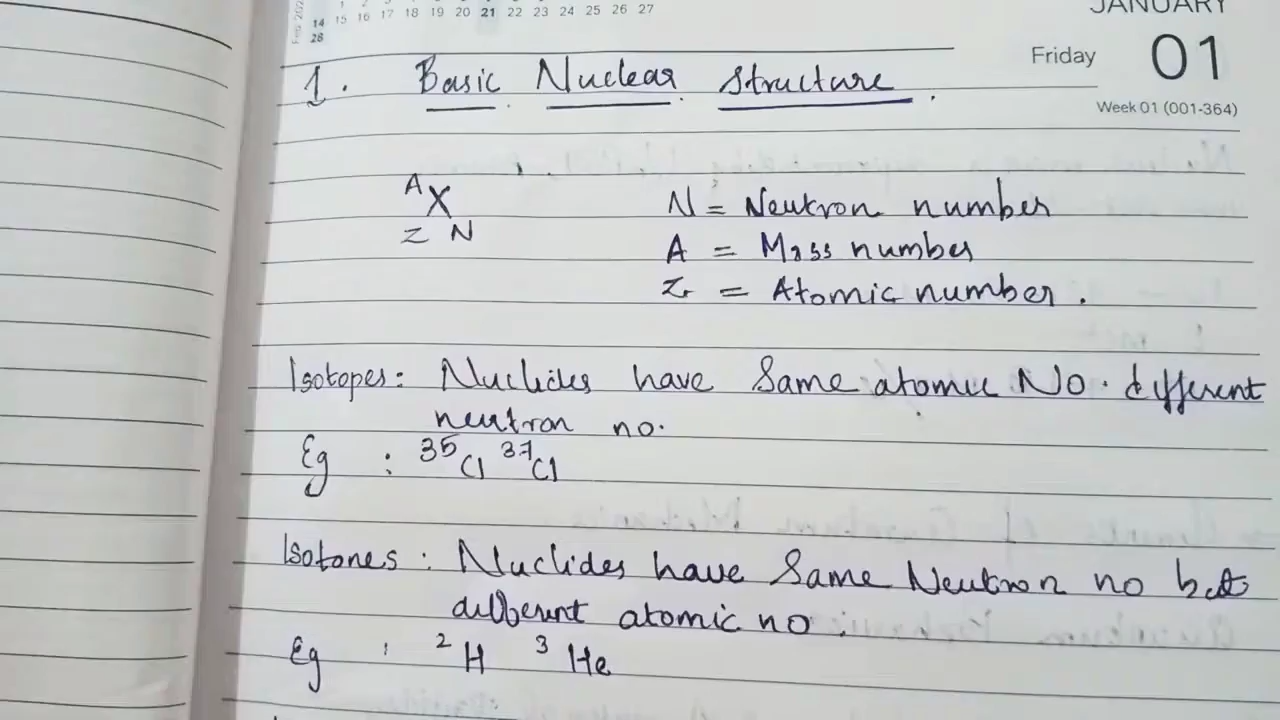 JANUARY
Friday 01
Week 01 (001-364)
14 15 16 17 18 19 20 21 22 23 24 25 26 27
28
1. Basic Nuclear Structure.
A
X
Z N
N = Neutron number
A = Mass number
Z = Atomic number.
Isotopes: Nuclides have Same atomic No. different
neutron no.
Eg : 35Cl 37Cl
Isotones : Nuclides have Same Neutron no but
different atomic no.
Eg : 2H 3He